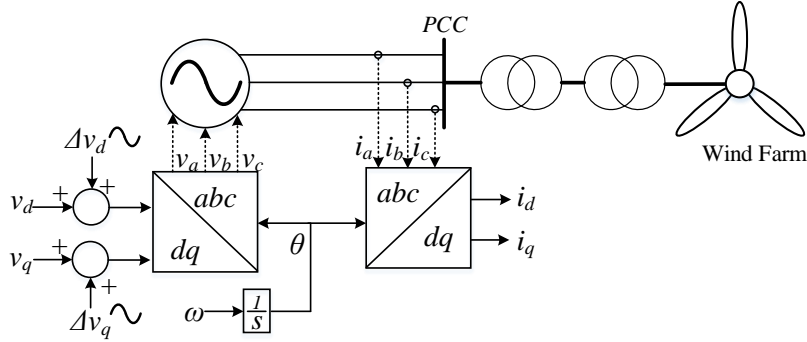 PCC
Δv_d
i_a i_b i_c
v_a v_b v_c
Wind Farm
+ +
v_d
abc
abc
i_d
v_q
+
dq
θ
dq
i_q
+
Δv_q
ω
1/s